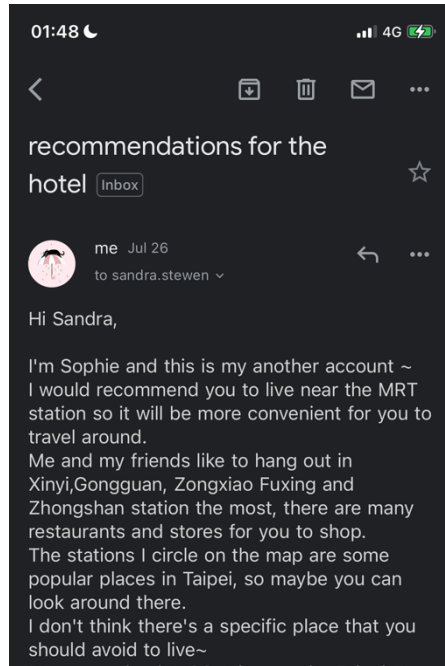 01:48
4G
recommendations for the
hotel Inbox
me Jul 26
to sandra.stewen
Hi Sandra,
I'm Sophie and this is my another account ~
I would recommend you to live near the MRT
station so it will be more convenient for you to
travel around.
Me and my friends like to hang out in
Xinyi,Gongguan, Zongxiao Fuxing and
Zhongshan station the most, there are many
restaurants and stores for you to shop.
The stations I circle on the map are some
popular places in Taipei, so maybe you can
look around there.
I don't think there's a specific place that you
should avoid to live~